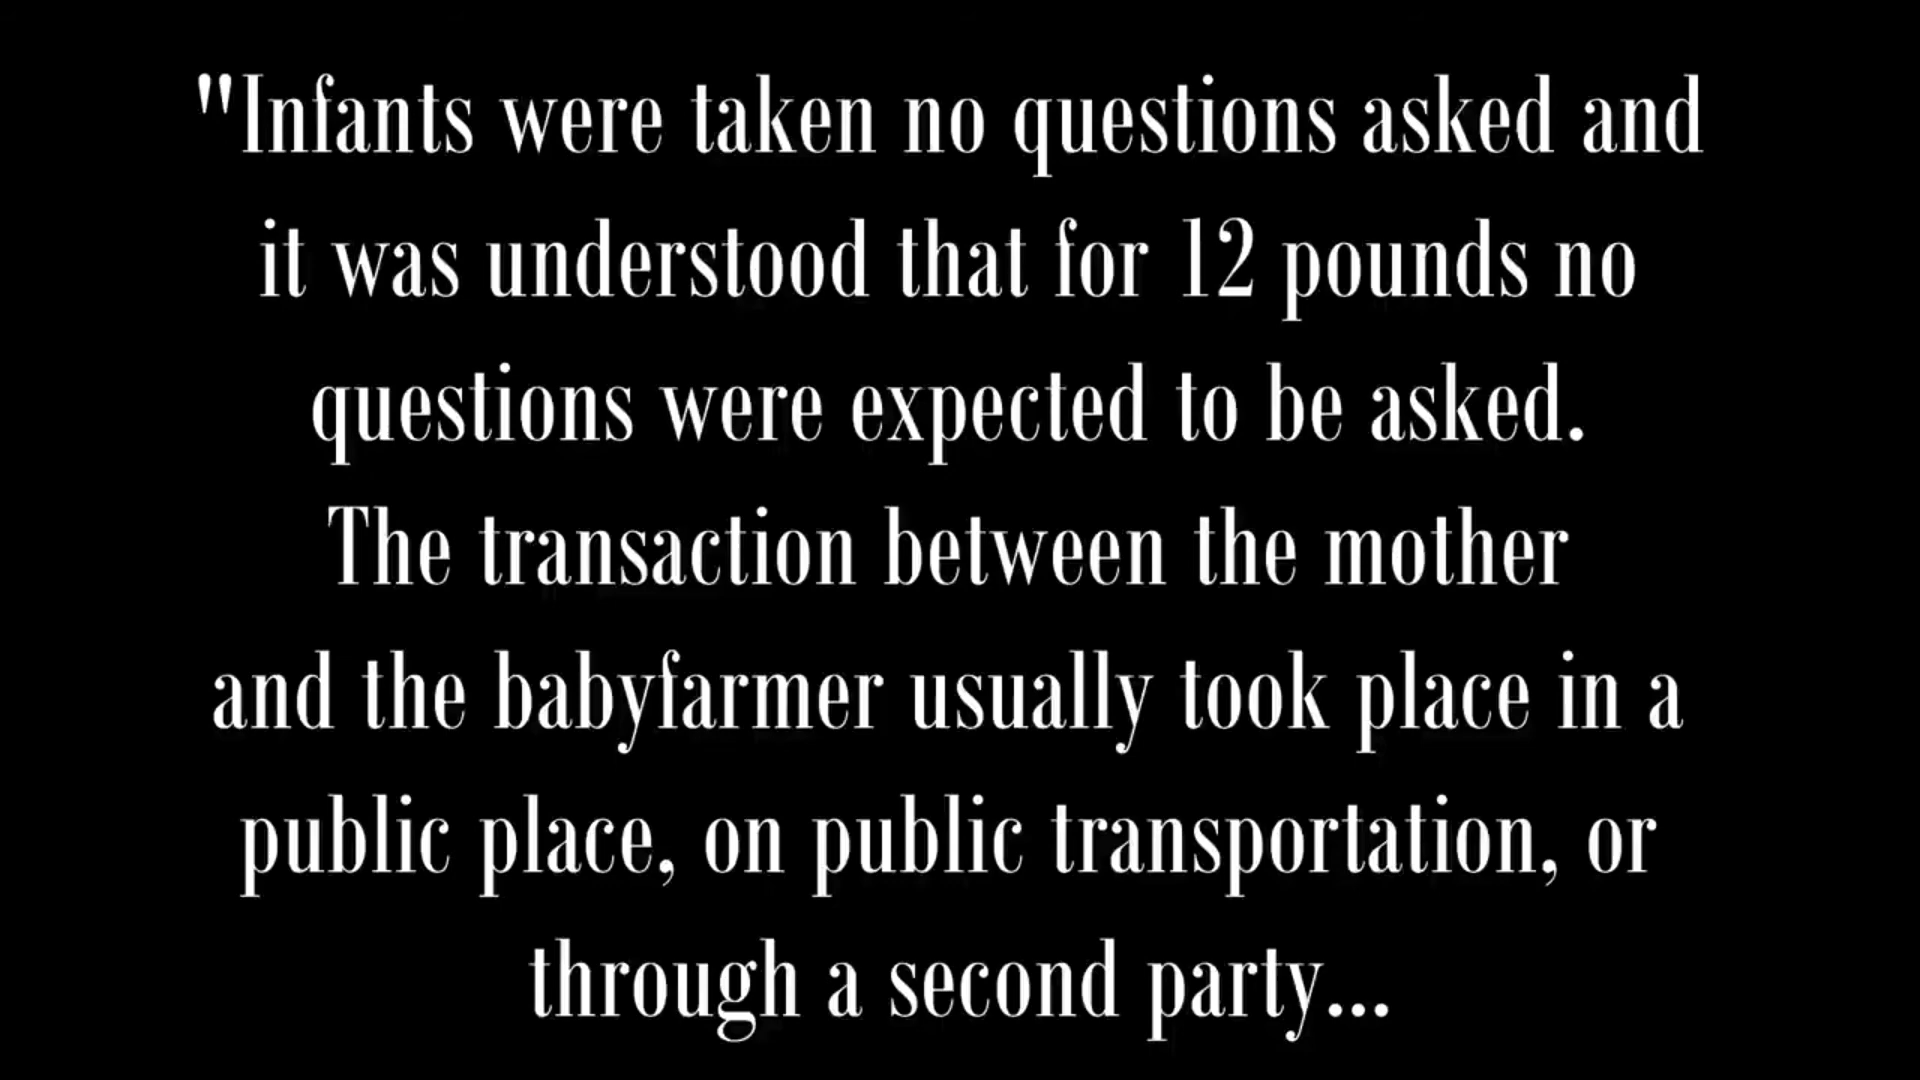 "Infants were taken no questions asked and
it was understood that for 12 pounds no
questions were expected to be asked.
The transaction between the mother
and the babyfarmer usually took place in a
public place, on public transportation, or
through a second party...